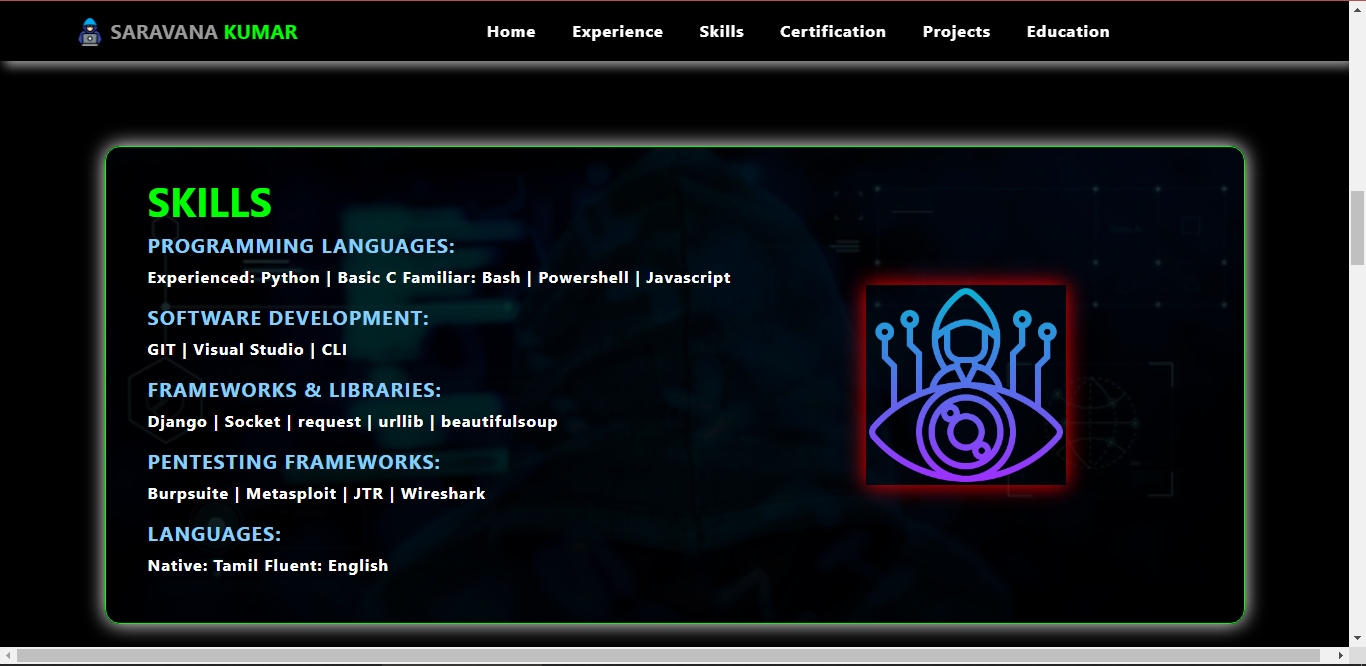 SARAVANA KUMAR
Home Experience Skills Certification Projects Education
SKILLS
PROGRAMMING LANGUAGES:
Experienced: Python | Basic C Familiar: Bash | Powershell | Javascript
SOFTWARE DEVELOPMENT:
GIT | Visual Studio | CLI
FRAMEWORKS & LIBRARIES:
Django | Socket | request | urllib | beautifulsoup
PENTESTING FRAMEWORKS:
Burpsuite | Metasploit | JTR | Wireshark
LANGUAGES:
Native: Tamil Fluent: English